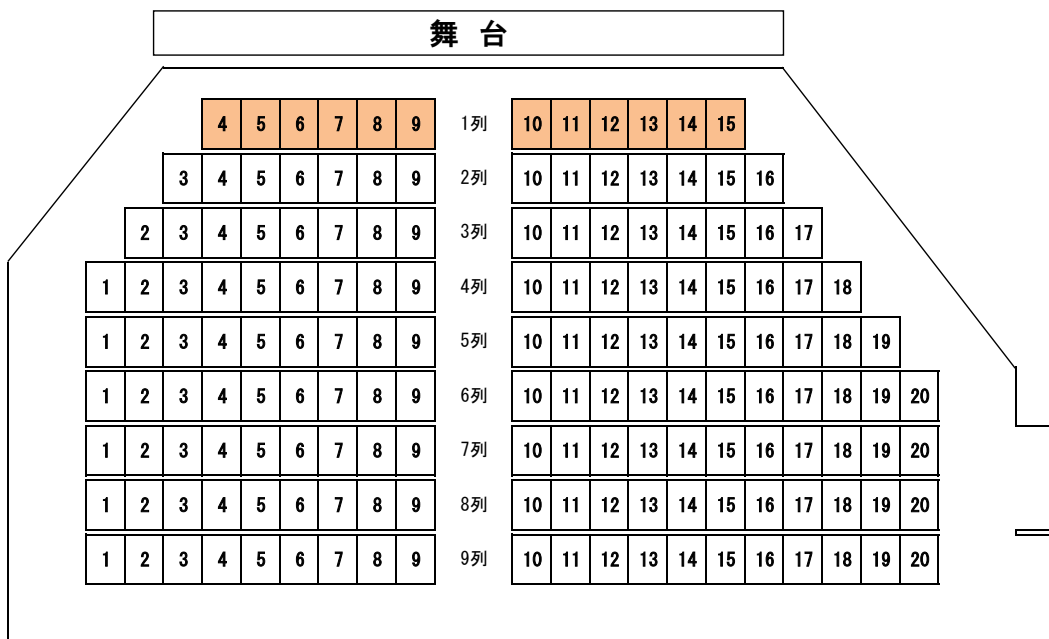 舞台
4 5 6 7 8 9 1列 10 11 12 13 14 15
3 4 5 6 7 8 9 2列 10 11 12 13 14 15 16
2 3 4 5 6 7 8 9 3列 10 11 12 13 14 15 16 17
1 2 3 4 5 6 7 8 9 4列 10 11 12 13 14 15 16 17 18
1 2 3 4 5 6 7 8 9 5列 10 11 12 13 14 15 16 17 18 19
1 2 3 4 5 6 7 8 9 6列 10 11 12 13 14 15 16 17 18 19 20
1 2 3 4 5 6 7 8 9 7列 10 11 12 13 14 15 16 17 18 19 20
1 2 3 4 5 6 7 8 9 8列 10 11 12 13 14 15 16 17 18 19 20
1 2 3 4 5 6 7 8 9 9列 10 11 12 13 14 15 16 17 18 19 20